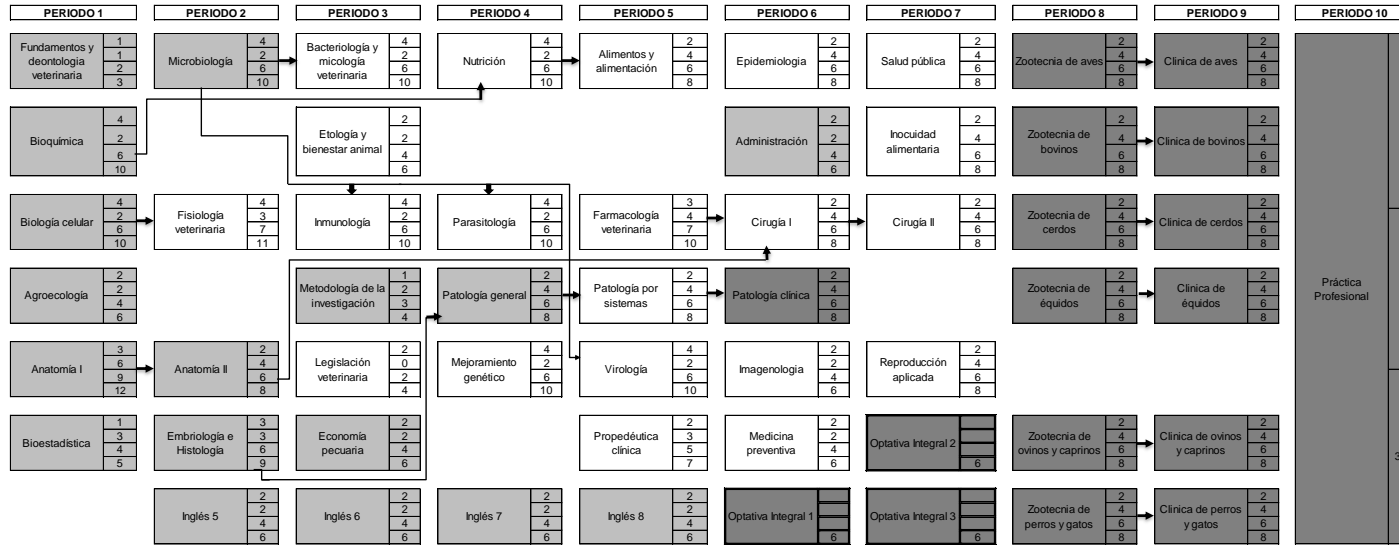 PERIODO 1 PERIODO 2 PERIODO 3 PERIODO 4 PERIODO 5 PERIODO 6 PERIODO 7 PERIODO 8 PERIODO 9 PERIODO 10
Fundamentos y
deontologia
veterinaria
1
1
2
3
Microbiología
4
2
6
10
Bacteriología y
micología
veterinaria
4
2
6
10
Nutrición
4
2
6
10
Alimentos y
alimentación
2
4
6
8
Epidemiologia
2
4
6
8
Salud pública
2
4
6
8
Zootecnia de aves
2
4
6
8
Clinica de aves
2
4
6
8
Bioquímica
4
2
6
10
Etología y
bienestar animal
2
2
4
6
Administración
2
2
4
6
Inocuidad
alimentaria
2
4
6
8
Zootecnia de
bovinos
2
4
6
8
Clinica de bovinos
2
4
6
8
Biología celular
4
2
6
10
Fisiología
veterinaria
4
3
7
11
Inmunología
4
2
6
10
Parasitología
4
2
6
10
Farmacología
veterinaria
3
4
7
10
Cirugía I
2
4
6
8
Cirugía II
2
4
6
8
Zootecnia de
cerdos
2
4
6
8
Clinica de cerdos
2
4
6
8
Agroecología
2
2
4
6
Metodología de la
investigación
1
2
3
4
Patología general
2
4
6
8
Patología por
sistemas
2
4
6
8
Patología clínica
2
4
6
8
Zootecnia de
équidos
2
4
6
8
Clinica de
équidos
2
4
6
8
Práctica
Profesional
Anatomía I
3
6
9
12
Anatomía II
2
4
6
8
Legislación
veterinaria
2
0
2
4
Mejoramiento
genético
4
2
6
10
Virología
4
2
6
10
Imagenologia
2
2
4
6
Reproducción
aplicada
2
4
6
8
Bioestadística
1
3
4
5
Embriología e
Histología
3
3
6
9
Economía
pecuaria
2
2
4
6
Propedéutica
clínica
2
3
5
7
Medicina
preventiva
2
2
4
6
Optativa Integral 2
6
Zootecnia de
ovinos y caprinos
2
4
6
8
Clinica de ovinos
y caprinos
2
4
6
8
3
Inglés 5
2
2
4
6
Inglés 6
2
2
4
6
Inglés 7
2
2
4
6
Inglés 8
2
2
4
6
Optativa Integral 1
6
Optativa Integral 3
6
Zootecnia de
perros y gatos
2
4
6
8
Clinica de perros
y gatos
2
4
6
8